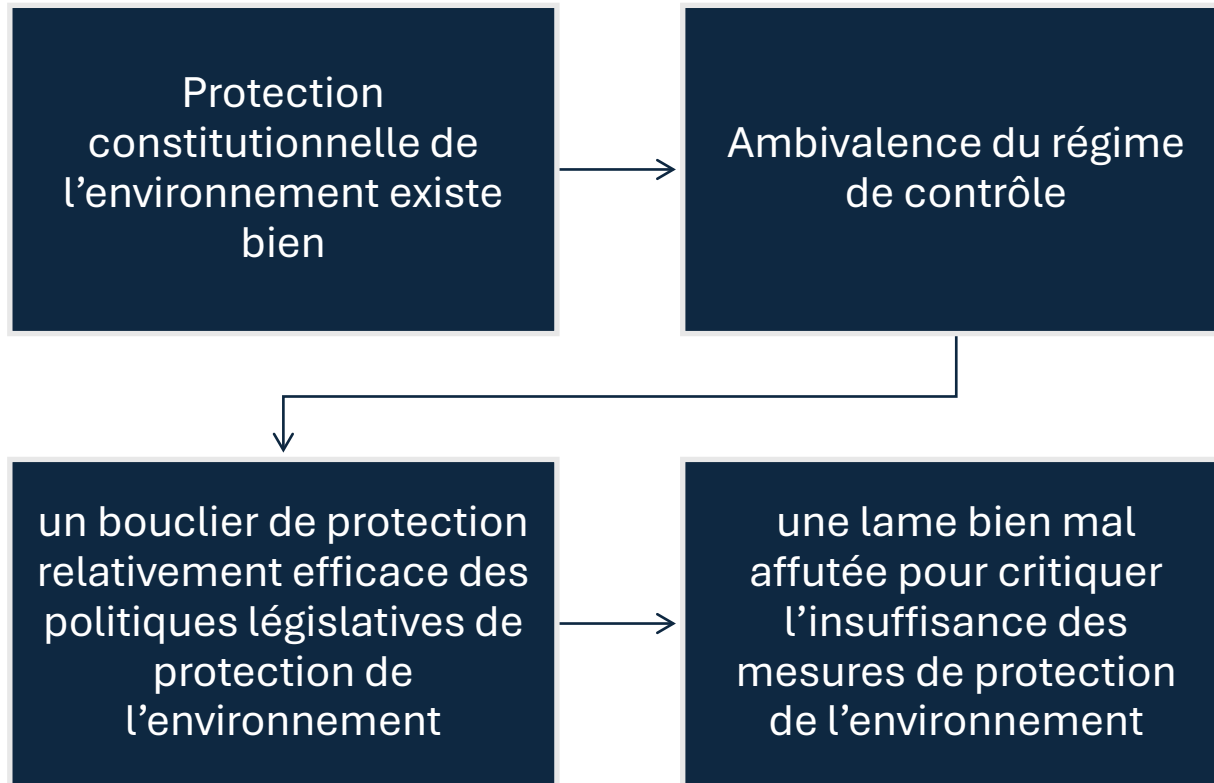 Protection
constitutionnelle de
l’environnement existe
bien
Ambivalence du régime
de contrôle
un bouclier de protection
relativement efficace des
politiques législatives de
protection de
l’environnement
une lame bien mal
affutée pour critiquer
l’insuffisance des
mesures de protection
de l’environnement